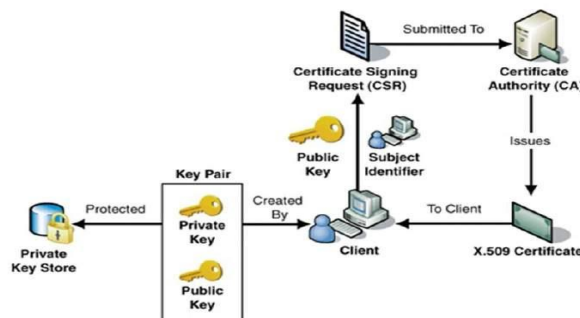 Submitted To
Certificate Signing
Request (CSR)
Certificate
Authority (CA)
Public
Key
Subject
Identifier
Issues
Key Pair
Protected
Private
Key
Created
By
To Client
Private
Key Store
Client
X.509 Certificate
Public
Key